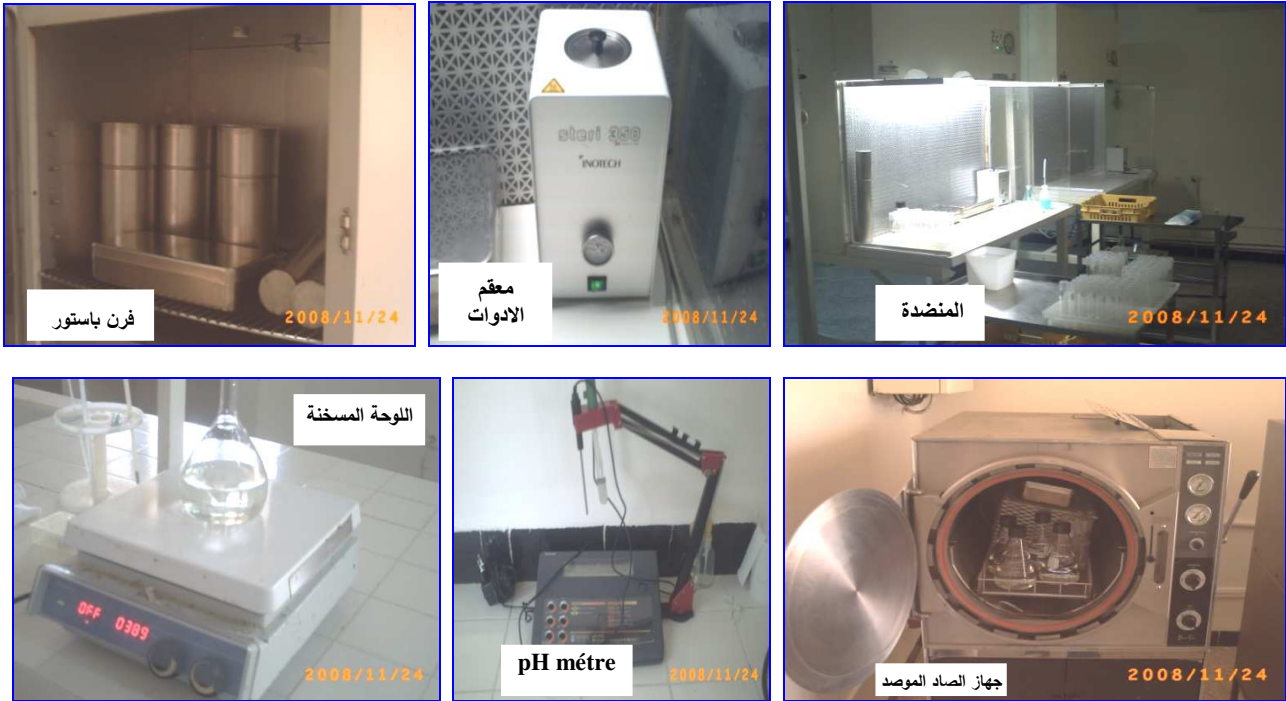 فرن باستور
2008/11/24
steri 350
INOTECH
معقم
الادوات
2008/11/24
المنضدة
2008/11/24
اللوحة المسخنة
OFF 0389
2008/11/24
pH métre
2008/11/24
جهاز الصاد الموصد
2008/11/24